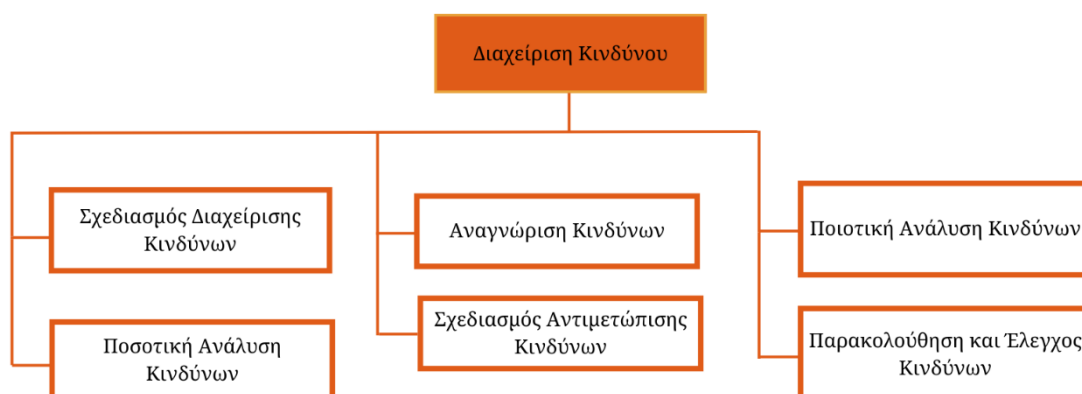 Διαχείριση Κινδύνου
Σχεδιασμός Διαχείρισης
Κινδύνων
Αναγνώριση Κινδύνων
Ποιοτική Ανάλυση Κινδύνων
Ποσοτική Ανάλυση
Κινδύνων
Σχεδιασμός Αντιμετώπισης
Κινδύνων
Παρακολούθηση και Έλεγχος
Κινδύνων